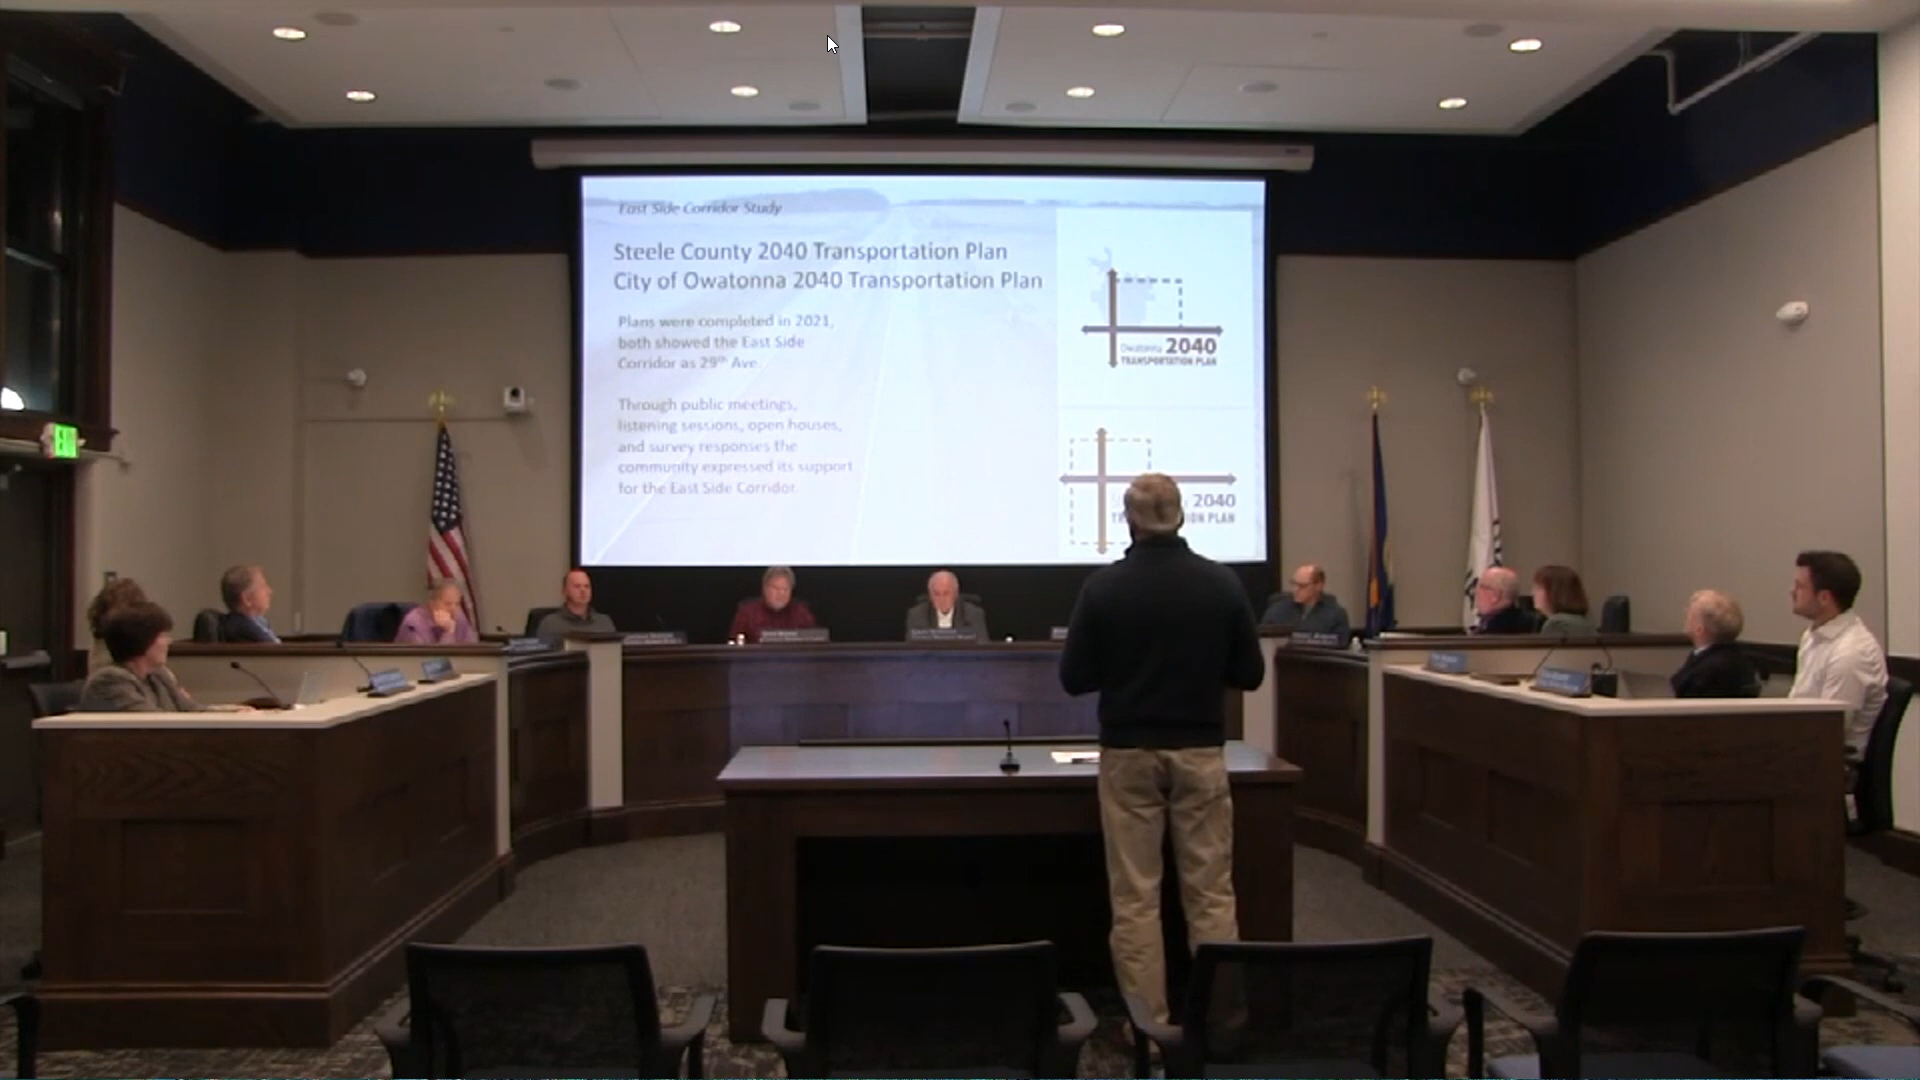 East Side Corridor Study
Steele County 2040 Transportation Plan
City of Owatonna 2040 Transportation Plan
Plans were completed in 2021,
both showed the East Side
Corridor as 29th Ave.
Through public meetings,
listening sessions, open houses,
and survey responses the
community expressed its support
for the East Side Corridor.
Owatonna 2040
TRANSPORTATION PLAN
2040
PLAN